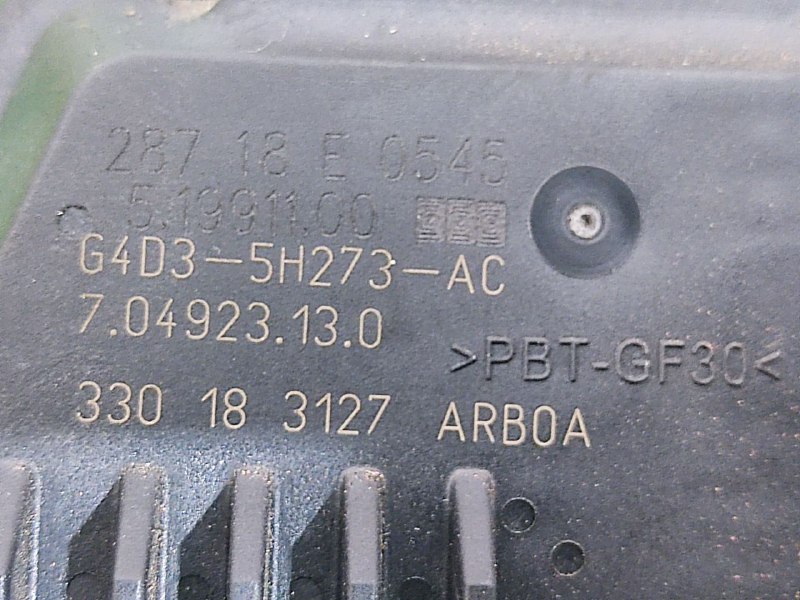 287 18 E 0545
5.19911.00
G4D3-5H273-AC
7.04923.13.0
>PBT-GF30<
330 18 3127 ARB0A